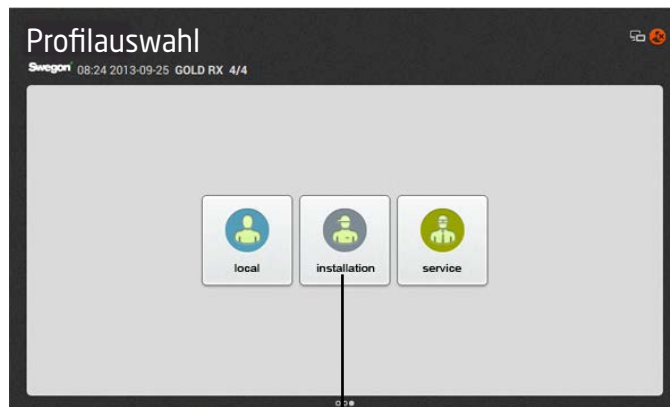 Profilauswahl
Swegon 08:24 2013-09-25 GOLD RX 4/4
local installation service